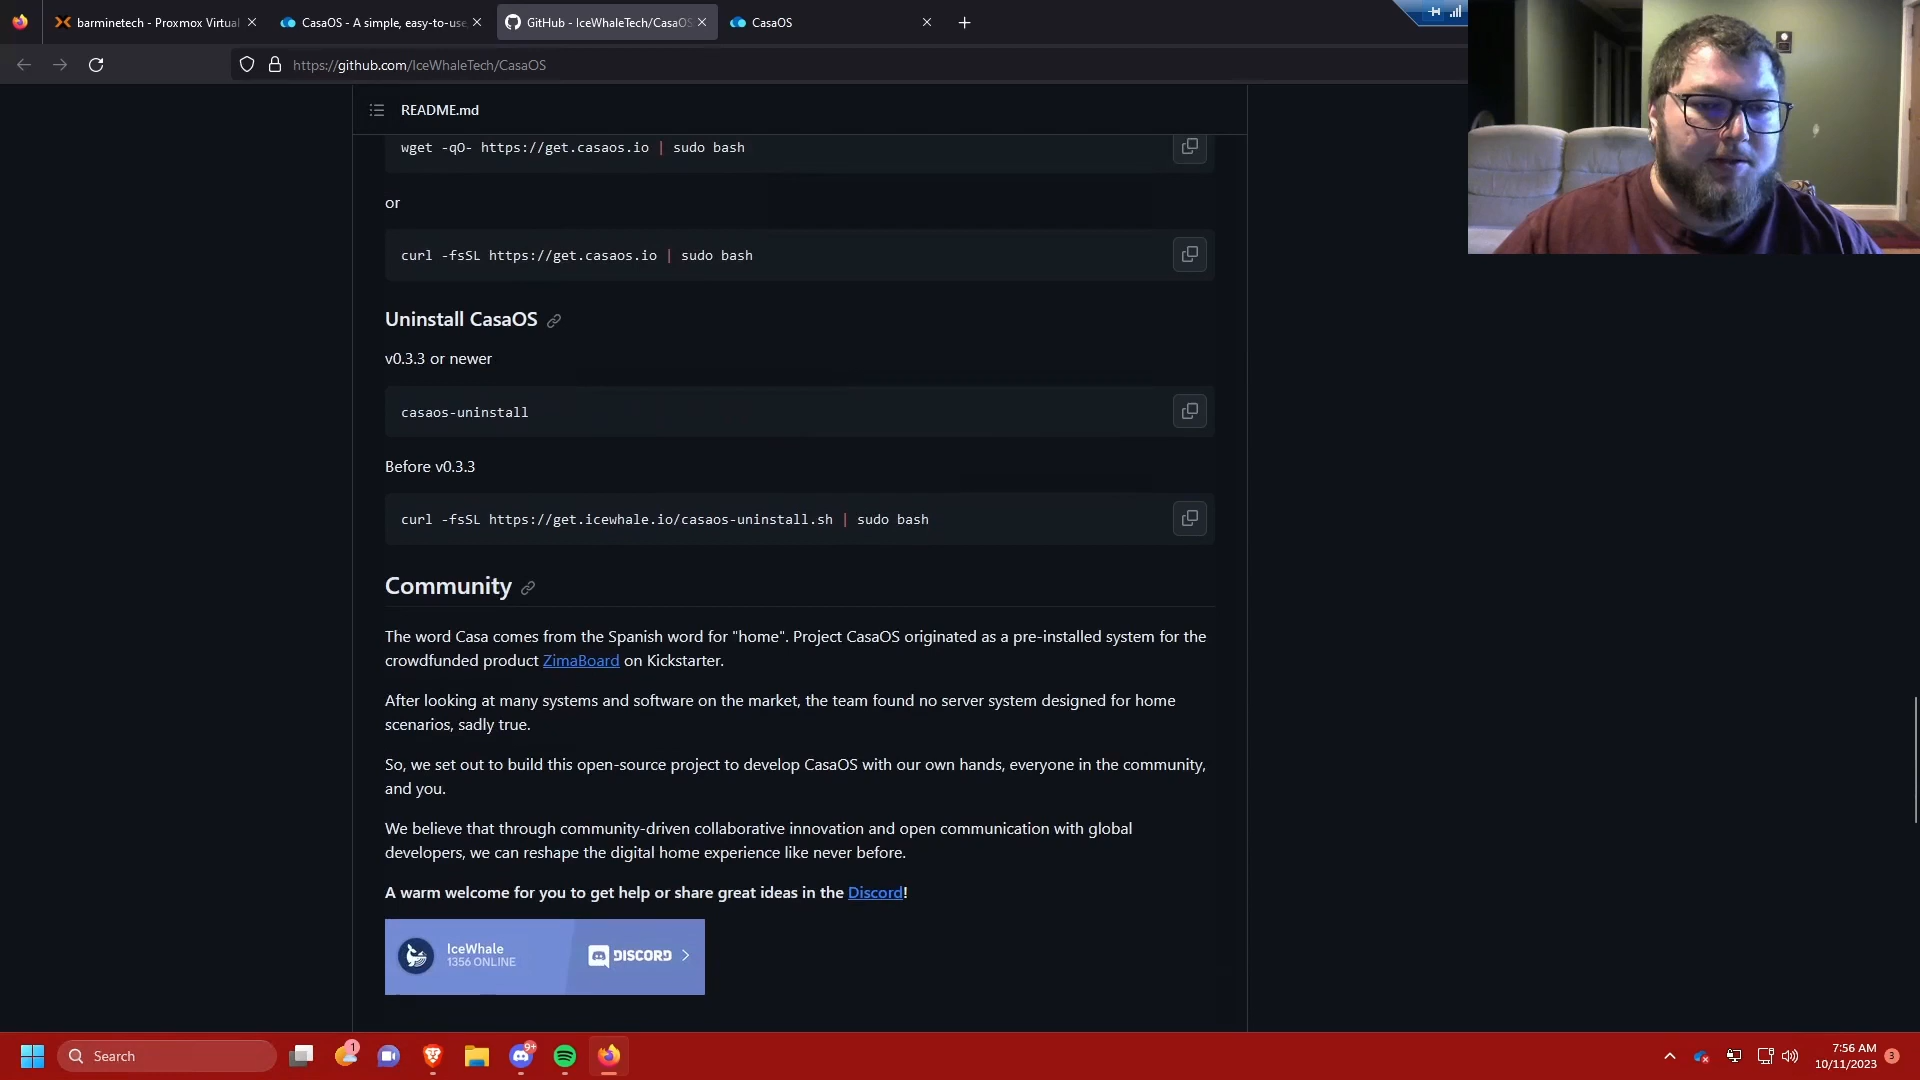 barminetech - Proxmox Virtual
CasaOS - A simple, easy-to-use,
GitHub - IceWhaleTech/CasaOS
CasaOS
https://github.com/IceWhaleTech/CasaOS
README.md
wget -qO- https://get.casaos.io | sudo bash
or
curl -fsSL https://get.casaos.io | sudo bash
Uninstall CasaOS
v0.3.3 or newer
casaos-uninstall
Before v0.3.3
curl -fsSL https://get.icewhale.io/casaos-uninstall.sh | sudo bash
Community
The word Casa comes from the Spanish word for "home". Project CasaOS originated as a pre-installed system for the
crowdfunded product ZimaBoard on Kickstarter.
After looking at many systems and software on the market, the team found no server system designed for home
scenarios, sadly true.
So, we set out to build this open-source project to develop CasaOS with our own hands, everyone in the community,
and you.
We believe that through community-driven collaborative innovation and open communication with global
developers, we can reshape the digital home experience like never before.
A warm welcome for you to get help or share great ideas in the Discord!
IceWhale
1356 ONLINE
DISCORD
Search
1
9+
7:56 AM
10/11/2023
3